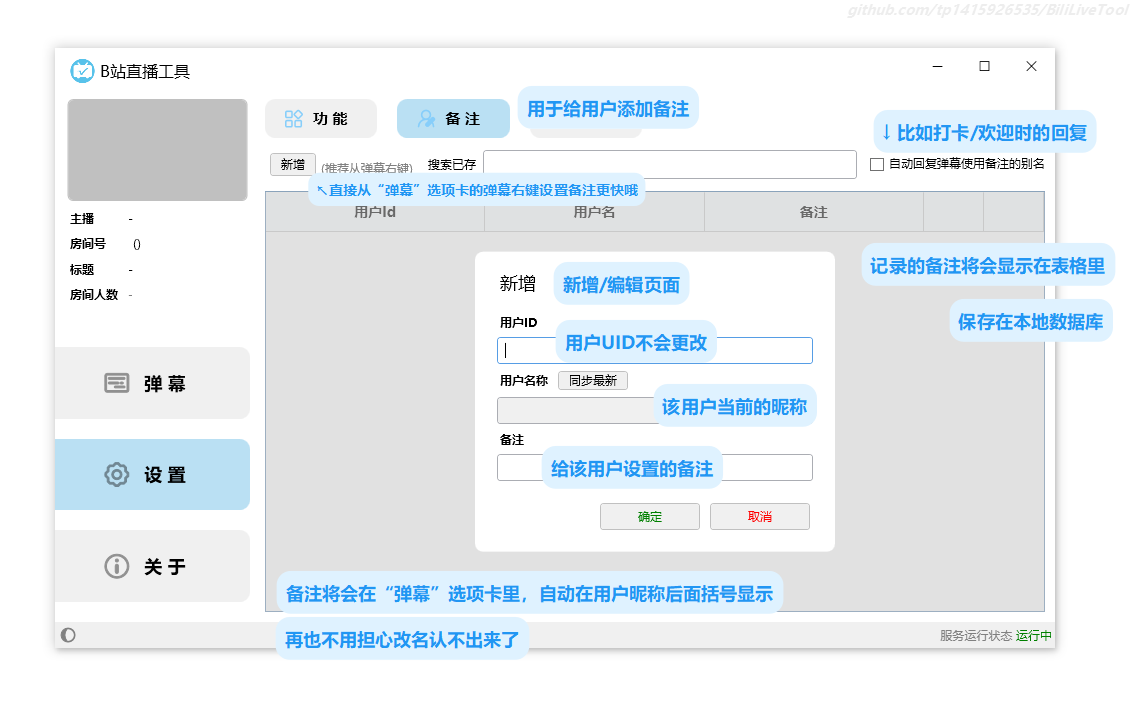 github.com/tp1415926535/BiliLiveTool
B站直播工具
功 能
备 注
用于给用户添加备注
↓比如打卡/欢迎时的回复
新增
(推荐从弹幕右键)
搜索已存
自动回复弹幕使用备注的别名
↖直接从“弹幕”选项卡的弹幕右键设置备注更快哦
用户Id
用户名
备注
主播 -
房间号 ()
标题 -
房间人数 -
记录的备注将会显示在表格里
保存在本地数据库
新增
新增/编辑页面
用户ID
用户UID不会更改
用户名称
同步最新
该用户当前的昵称
备注
给该用户设置的备注
确定
取消
弹 幕
设 置
关 于
备注将会在“弹幕”选项卡里，自动在用户昵称后面括号显示
再也不用担心改名认不出来了
服务运行状态 运行中